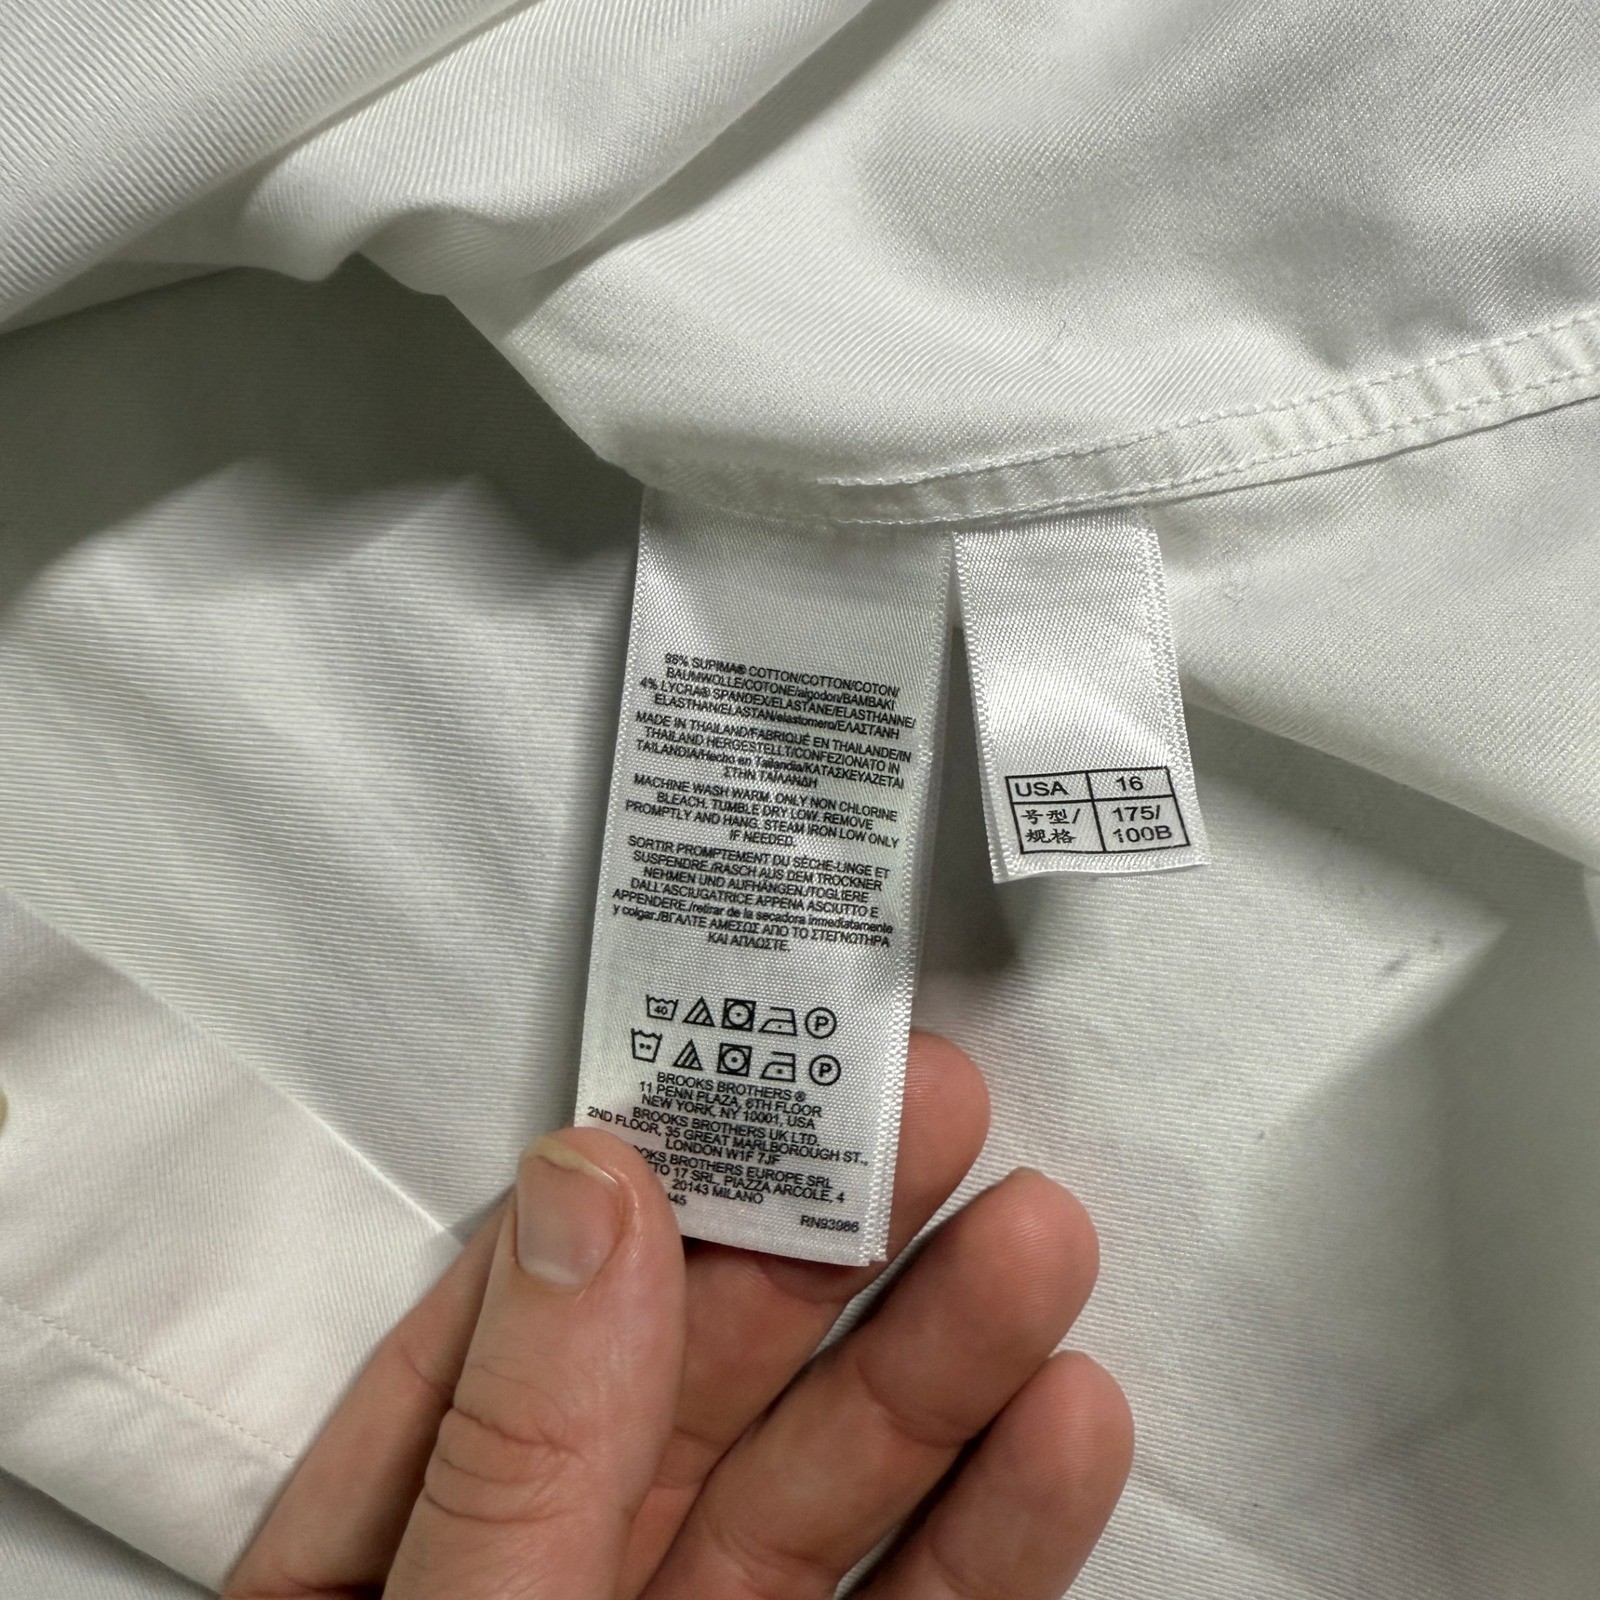 96% SUPIMA® COTTON/COTTON/COTON/
BAUMWOLLE/COTONE/algodon/BAMBAKI
4% LYCRA® SPANDEX/ELASTANE/ELASTHANNE/
ELASTHAN/ELASTAN/elastomero/ΕΛΑΣΤΑΝΗ
MADE IN THAILAND/FABRIQUÉ EN THAILANDE/IN
THAILAND HERGESTELLT/CONFEZIONATO IN
TAILANDIA/Hecho en Tailandia/ΚΑΤΑΣΚΕΥΑΖΕΤΑΙ
ΣΤΗΝ ΤΑΙΛΑΝΔΗ
MACHINE WASH WARM. ONLY NON CHLORINE
BLEACH. TUMBLE DRY LOW. REMOVE
PROMPTLY AND HANG. STEAM IRON LOW ONLY
IF NEEDED.
SORTIR PROMPTEMENT DU SÈCHE-LINGE ET
SUSPENDRE./RASCH AUS DEM TROCKNER
NEHMEN UND AUFHÄNGEN./TOGLIERE
DALL'ASCIUGATRICE APPENA ASCIUTTO E
APPENDERE./retirar de la secadora inmediatamente
y colgar./ΒΓΑΛΤΕ ΑΜΕΣΩΣ ΑΠΟ ΤΟ ΣΤΕΓΝΩΤΗΡΑ
ΚΑΙ ΑΠΛΩΣΤΕ.
40 P
P
BROOKS BROTHERS ®
11 PENN PLAZA, 6TH FLOOR
NEW YORK, NY 10001, USA
BROOKS BROTHERS UK LTD.
2ND FLOOR, 35 GREAT MARLBOROUGH ST.,
LONDON W1F 7JF
OKS BROTHERS EUROPE SRL
TO 17 SRL, PIAZZA ARCOLE, 4
20143 MILANO
45 RN93986
USA 16
号型/ 175/
规格 100B